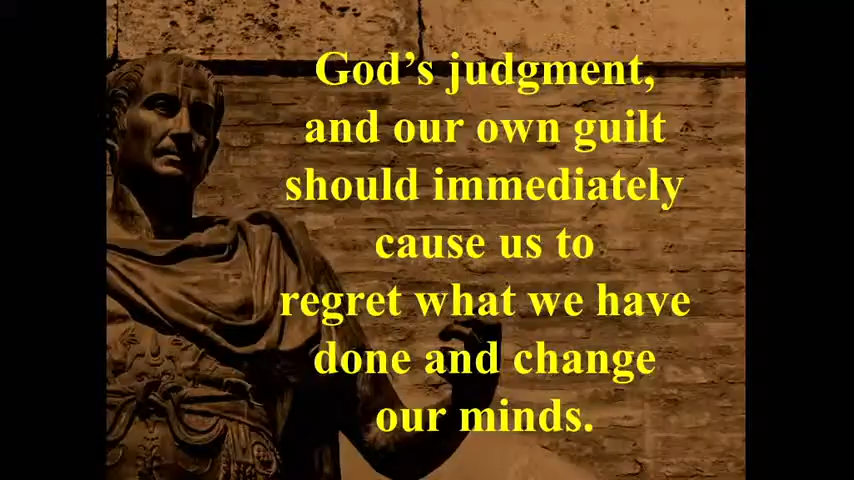 God’s judgment,
and our own guilt
should immediately
cause us to
regret what we have
done and change
our minds.